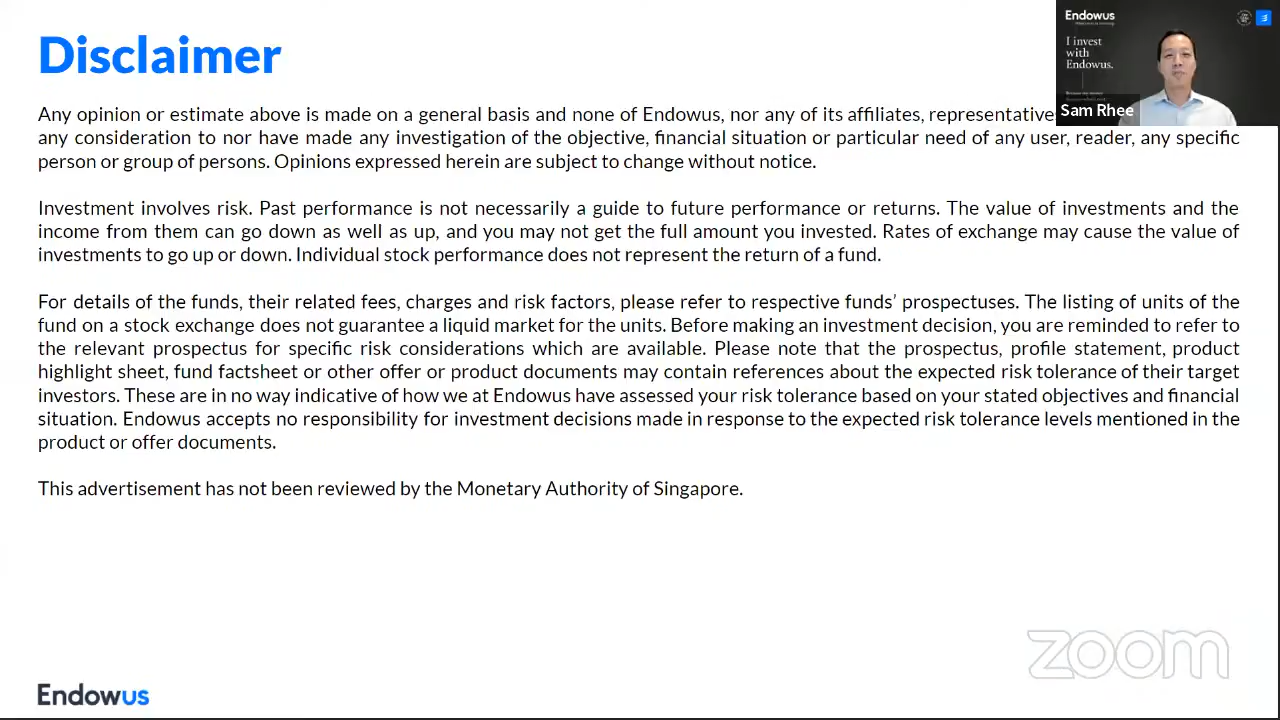 Disclaimer
Endowus
I invest
with
Endowus.
Sam Rhee
Any opinion or estimate above is made on a general basis and none of Endowus, nor any of its affiliates, representative
any consideration to nor have made any investigation of the objective, financial situation or particular need of any user, reader, any specific
person or group of persons. Opinions expressed herein are subject to change without notice.
Investment involves risk. Past performance is not necessarily a guide to future performance or returns. The value of investments and the
income from them can go down as well as up, and you may not get the full amount you invested. Rates of exchange may cause the value of
investments to go up or down. Individual stock performance does not represent the return of a fund.
For details of the funds, their related fees, charges and risk factors, please refer to respective funds’ prospectuses. The listing of units of the
fund on a stock exchange does not guarantee a liquid market for the units. Before making an investment decision, you are reminded to refer to
the relevant prospectus for specific risk considerations which are available. Please note that the prospectus, profile statement, product
highlight sheet, fund factsheet or other offer or product documents may contain references about the expected risk tolerance of their target
investors. These are in no way indicative of how we at Endowus have assessed your risk tolerance based on your stated objectives and financial
situation. Endowus accepts no responsibility for investment decisions made in response to the expected risk tolerance levels mentioned in the
product or offer documents.
This advertisement has not been reviewed by the Monetary Authority of Singapore.
zoom
Endowus